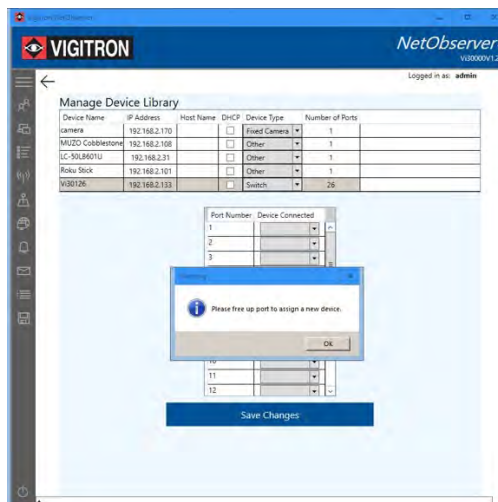 VIGITRON
NetObserver
Vi30000V1.2
Logged in as: admin
Manage Device Library
Device Name IP Address Host Name DHCP Device Type Number of Ports
camera 192.168.2.170 Fixed Camera 1
MUZO Cobblestone 192.168.2.108 Other 1
LC-50LB601U 192.168.2.31 Other 1
Roku Stick 192.168.2.101 Other 1
Vi30126 192.168.2.133 Switch 26
Port Number Device Connected
1
2
3
Please free up port to assign a new device.
OK
10
11
12
Save Changes